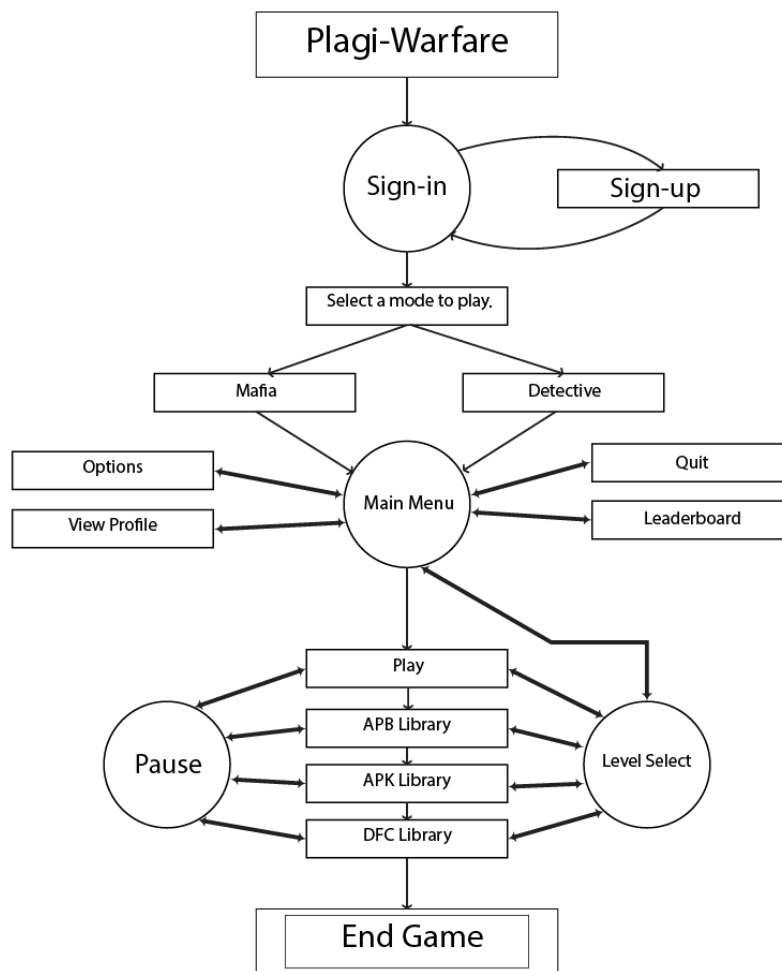 Plagi-Warfare
Sign-in
Sign-up
Select a mode to play.
Mafia
Detective
Options
Quit
Main Menu
View Profile
Leaderboard
Play
APB Library
Pause
Level Select
APK Library
DFC Library
End Game